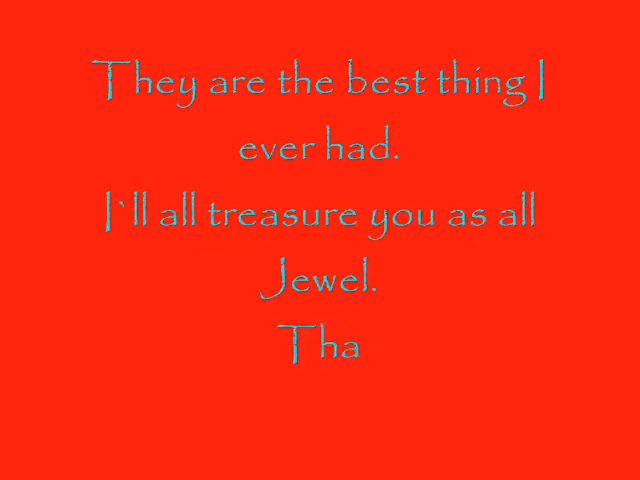 They are the best thing I
ever had.
I`ll all treasure you as all
Jewel.
Tha